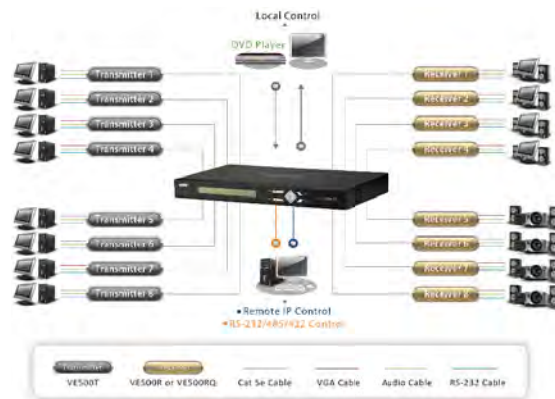 Local Control
DVD Player
Transmitter 1
Transmitter 2
Transmitter 3
Transmitter 4
Receiver 1
Receiver 2
Receiver 3
Receiver 4
Transmitter 5
Transmitter 6
Transmitter 7
Transmitter 8
Receiver 5
Receiver 6
Receiver 7
Receiver 8
Remote IP Control
RS-232/485/422 Control
Transmitter
VE500T
VE500R or VE500RQ
Cat 5e Cable
VGA Cable
Audio Cable
RS-232 Cable